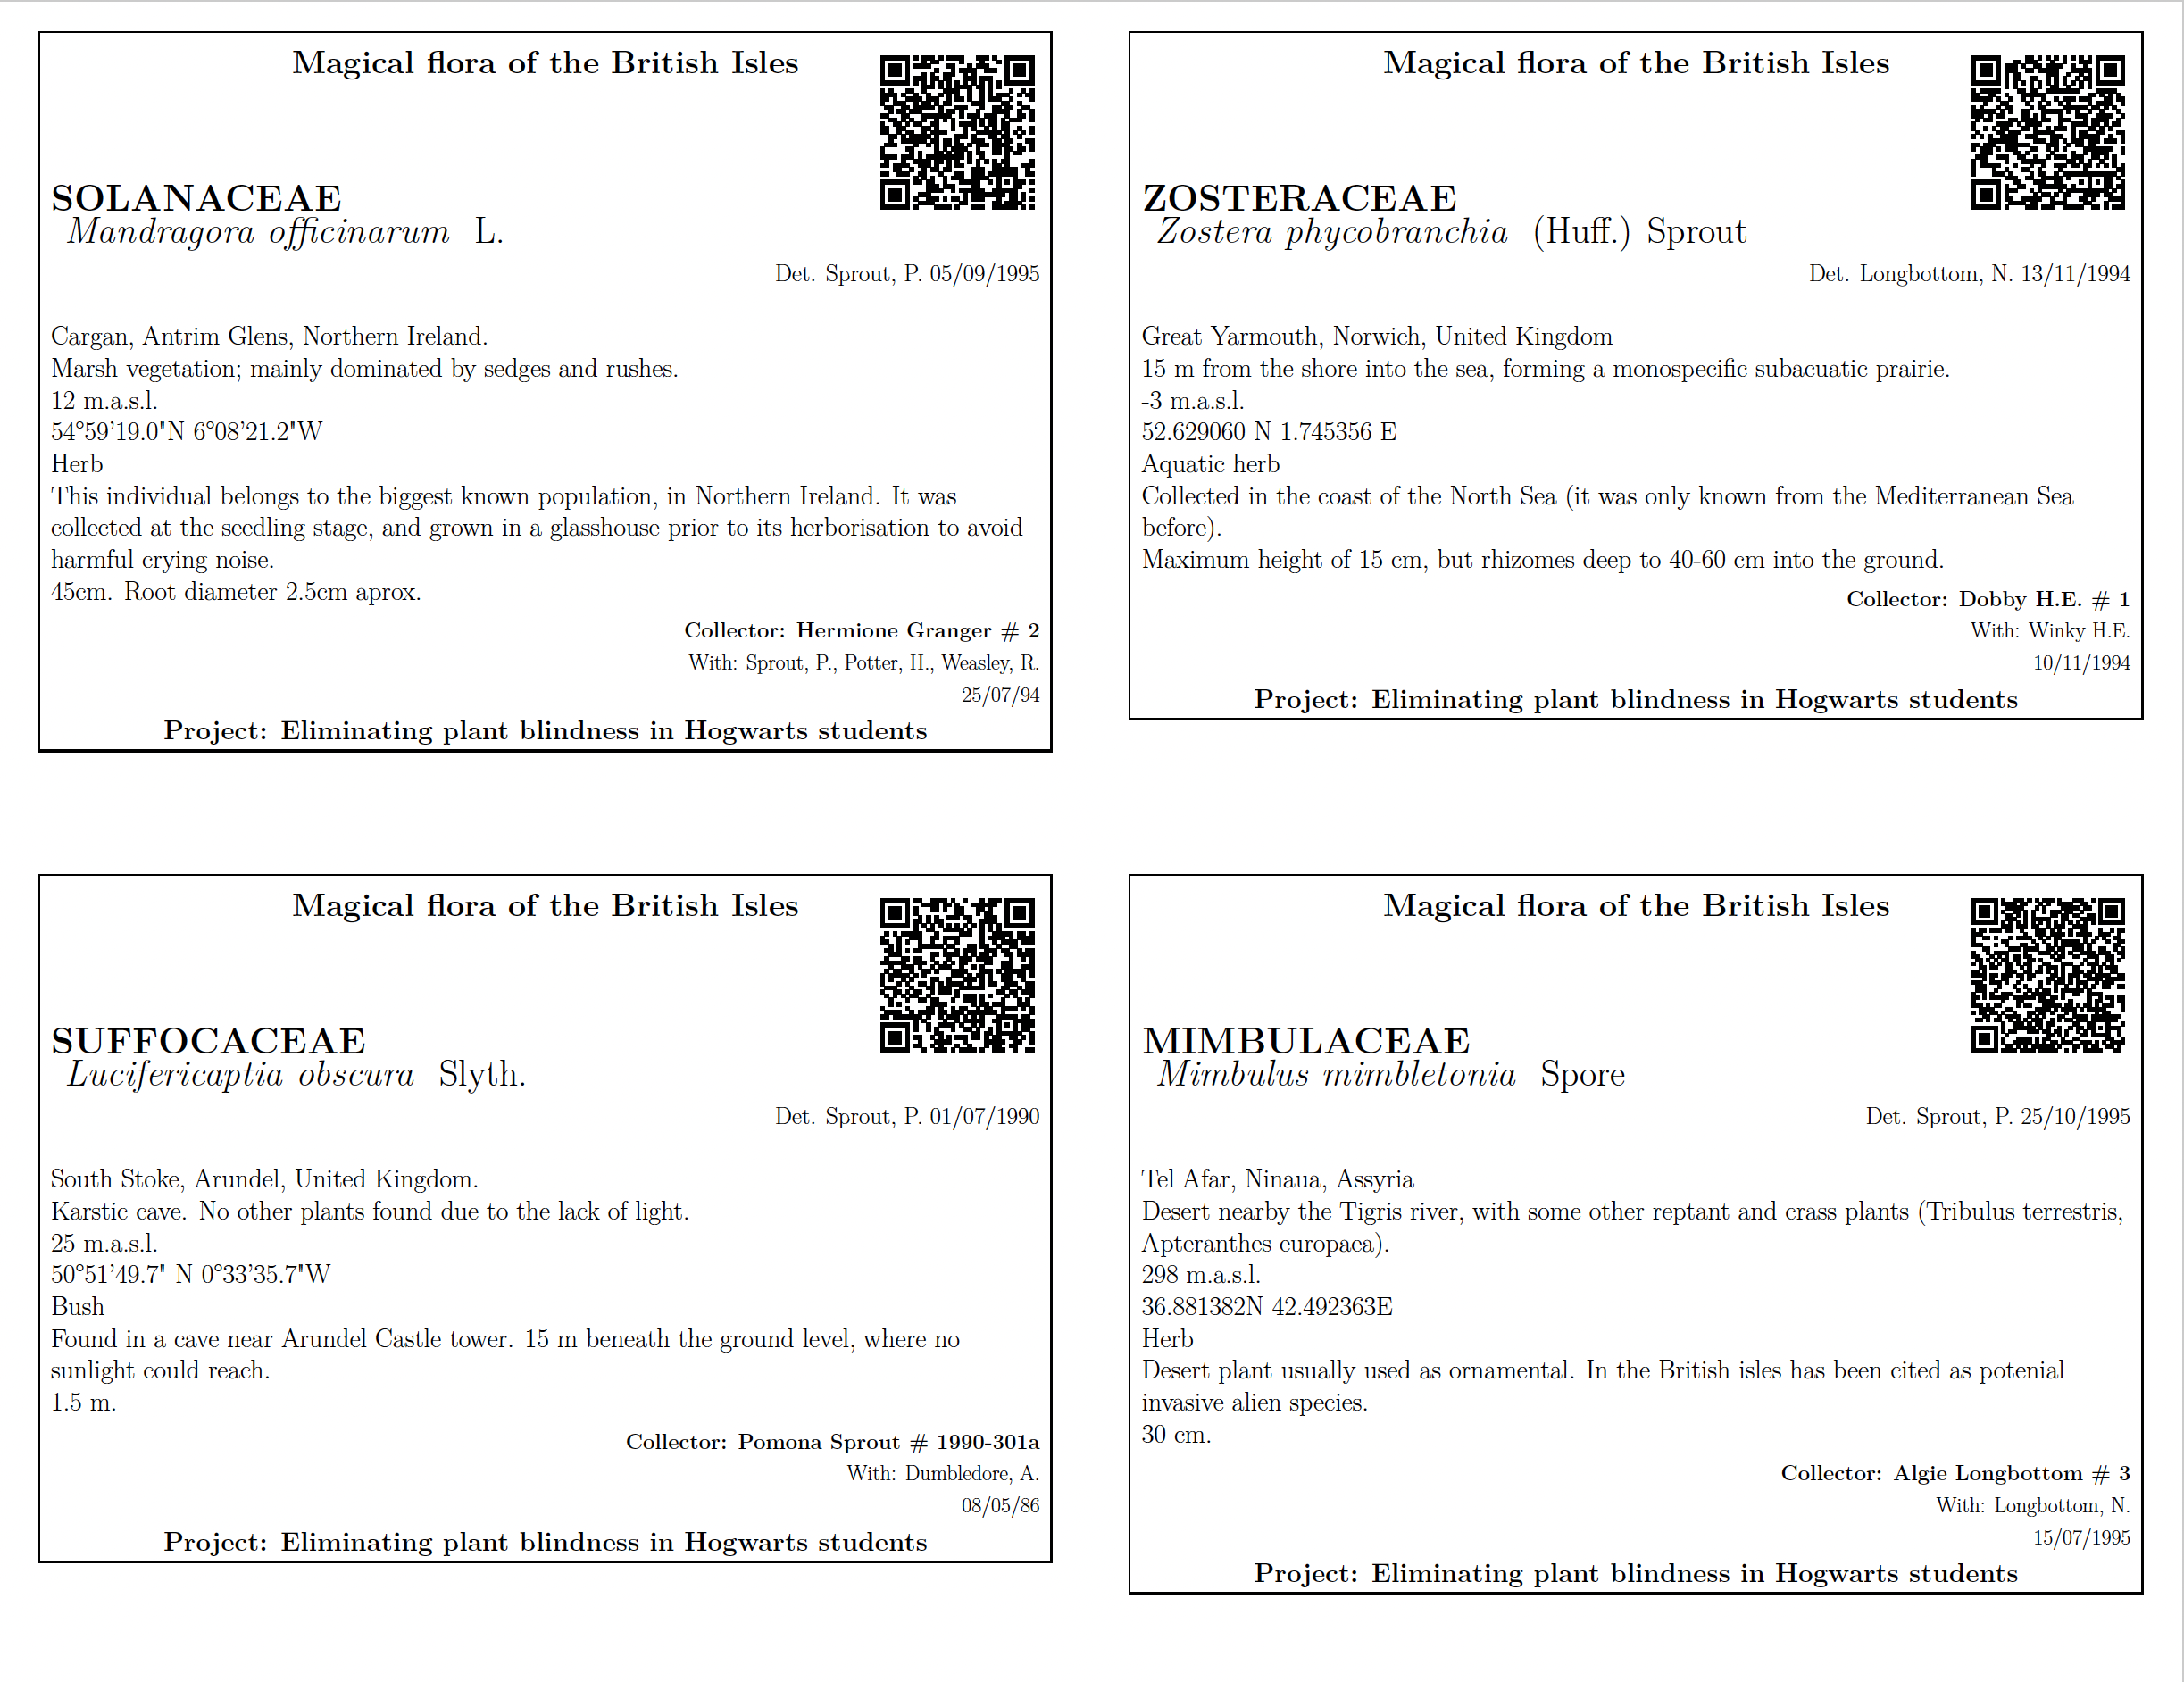 Magical flora of the British Isles
SOLANACEAE
Mandragora officinarum L.
Det. Sprout, P. 05/09/1995
Cargan, Antrim Glens, Northern Ireland.
Marsh vegetation; mainly dominated by sedges and rushes.
12 m.a.s.l.
54°59'19.0"N 6°08'21.2"W
Herb
This individual belongs to the biggest known population, in Northern Ireland. It was
collected at the seedling stage, and grown in a glasshouse prior to its herborisation to avoid
harmful crying noise.
45cm. Root diameter 2.5cm aprox.
Collector: Hermione Granger # 2
With: Sprout, P., Potter, H., Weasley, R.
25/07/94
Project: Eliminating plant blindness in Hogwarts students
Magical flora of the British Isles
ZOSTERACEAE
Zostera phycobranchia (Huff.) Sprout
Det. Longbottom, N. 13/11/1994
Great Yarmouth, Norwich, United Kingdom
15 m from the shore into the sea, forming a monospecific subacuatic prairie.
-3 m.a.s.l.
52.629060 N 1.745356 E
Aquatic herb
Collected in the coast of the North Sea (it was only known from the Mediterranean Sea
before).
Maximum height of 15 cm, but rhizomes deep to 40-60 cm into the ground.
Collector: Dobby H.E. # 1
With: Winky H.E.
10/11/1994
Project: Eliminating plant blindness in Hogwarts students
Magical flora of the British Isles
SUFFOCACEAE
Lucifericaptia obscura Slyth.
Det. Sprout, P. 01/07/1990
South Stoke, Arundel, United Kingdom.
Karstic cave. No other plants found due to the lack of light.
25 m.a.s.l.
50°51'49.7" N 0°33'35.7"W
Bush
Found in a cave near Arundel Castle tower. 15 m beneath the ground level, where no
sunlight could reach.
1.5 m.
Collector: Pomona Sprout # 1990-301a
With: Dumbledore, A.
08/05/86
Project: Eliminating plant blindness in Hogwarts students
Magical flora of the British Isles
MIMBULACEAE
Mimbulus mimbletonia Spore
Det. Sprout, P. 25/10/1995
Tel Afar, Ninaua, Assyria
Desert nearby the Tigris river, with some other reptant and crass plants (Tribulus terrestris,
Apteranthes europaea).
298 m.a.s.l.
36.881382N 42.492363E
Herb
Desert plant usually used as ornamental. In the British isles has been cited as potenial
invasive alien species.
30 cm.
Collector: Algie Longbottom # 3
With: Longbottom, N.
15/07/1995
Project: Eliminating plant blindness in Hogwarts students